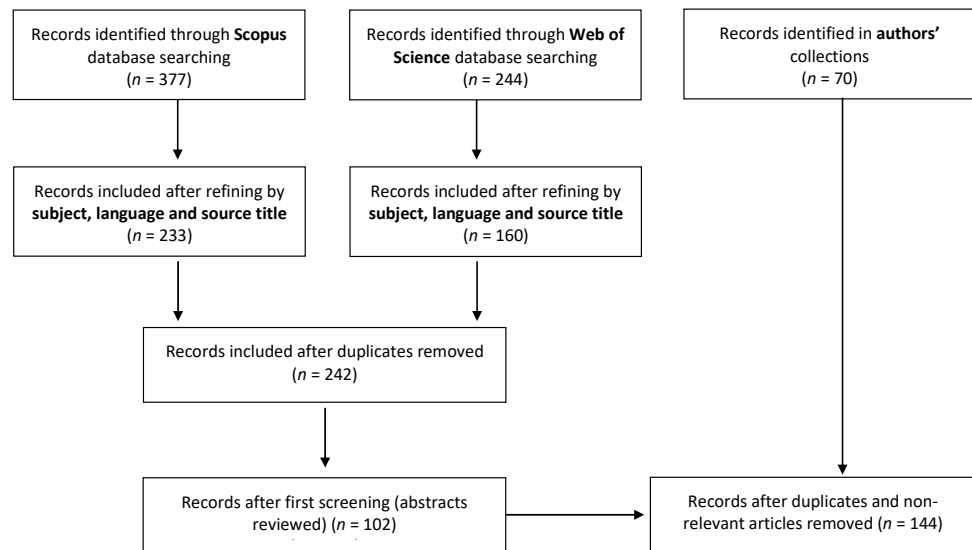 Records identified through Scopus
database searching
(n = 377)
Records identified through Web of
Science database searching
(n = 244)
Records identified in authors’
collections
(n = 70)
Records included after refining by
subject, language and source title
(n = 233)
Records included after refining by
subject, language and source title
(n = 160)
Records included after duplicates removed
(n = 242)
Records after first screening (abstracts
reviewed) (n = 102)
Records after duplicates and non-
relevant articles removed (n = 144)